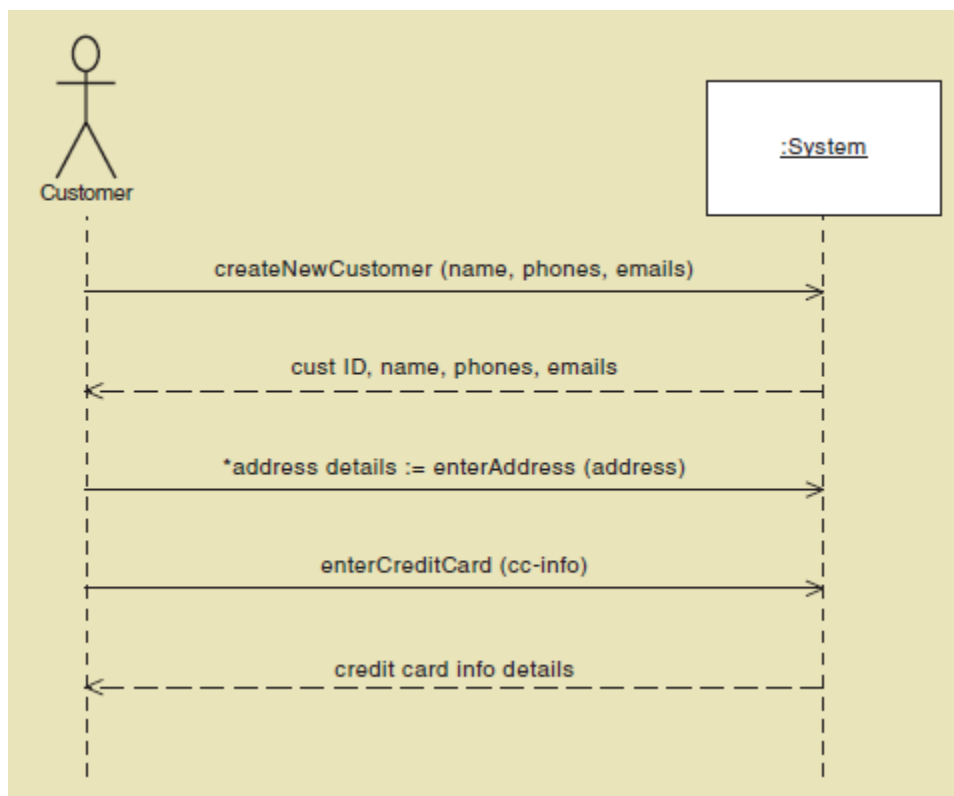 Customer
:System
createNewCustomer (name, phones, emails)
cust ID, name, phones, emails
*address details := enterAddress (address)
enterCreditCard (cc-info)
credit card info details